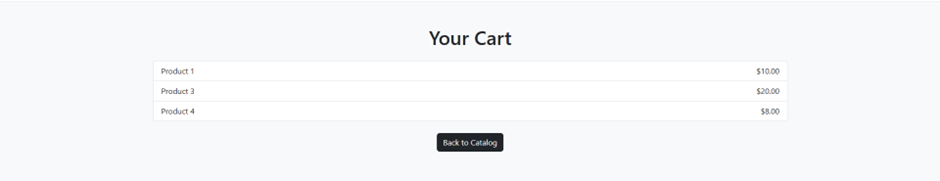 Your Cart
Product 1 $10.00
Product 3 $20.00
Product 4 $8.00
Back to Catalog